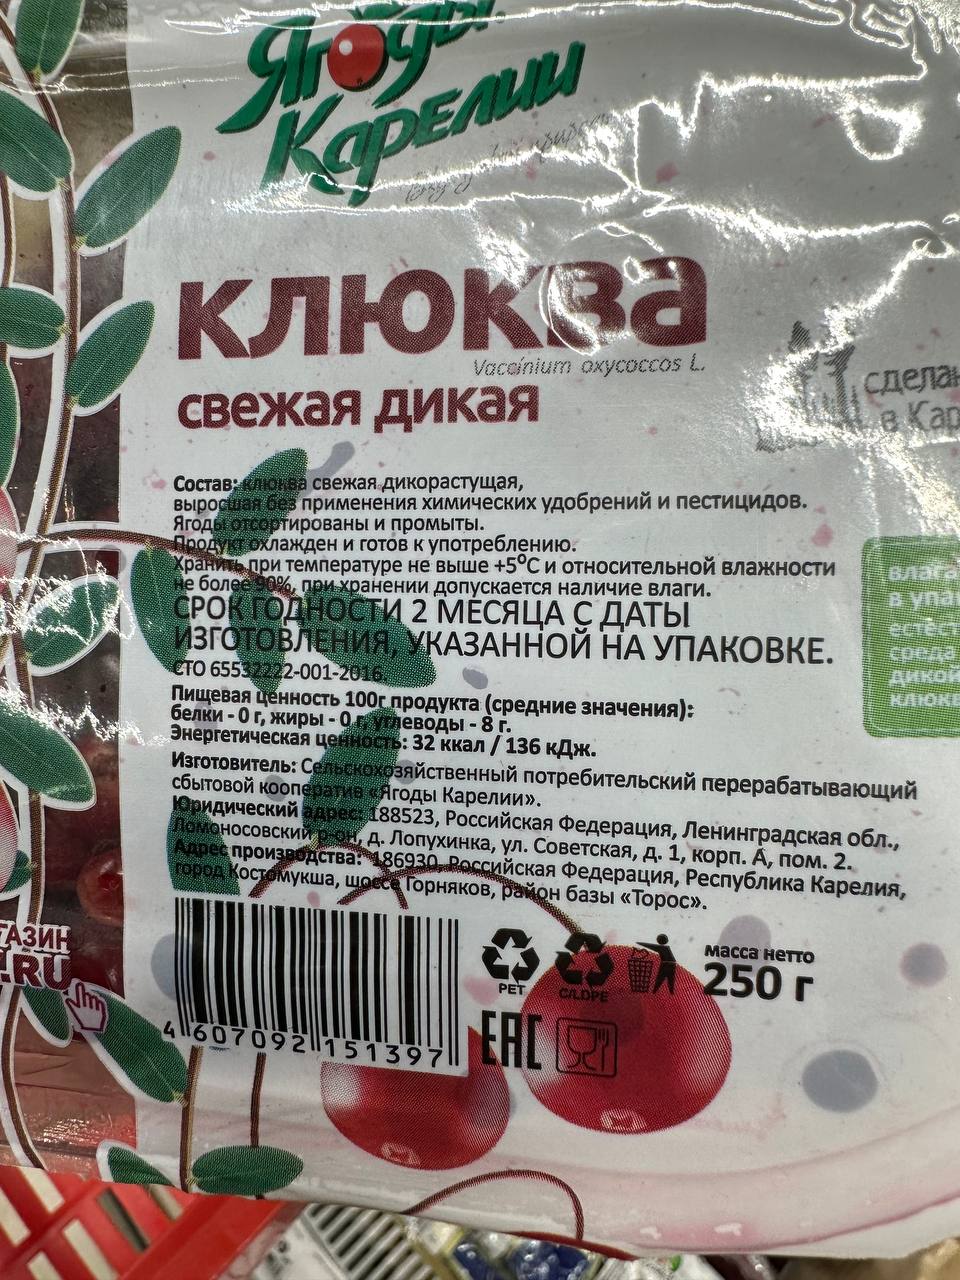 Ягоды
Карелии
клюква
Vaccinium oxycoccos L.
свежая дикая
сделан
в Кар
Состав: клюква свежая дикорастущая,
выросшая без применения химических удобрений и пестицидов.
Ягоды отсортированы и промыты.
Продукт охлажден и готов к употреблению.
Хранить при температуре не выше +5°С и относительной влажности
не более 90%, при хранении допускается наличие влаги.
СРОК ГОДНОСТИ 2 МЕСЯЦА С ДАТЫ
ИЗГОТОВЛЕНИЯ, УКАЗАННОЙ НА УПАКОВКЕ.
СТО 65532222-001-2016.
влага
в упа
естест
среда
дикой
клюкв
Пищевая ценность 100г продукта (средние значения):
белки - 0 г, жиры - 0 г, углеводы - 8 г.
Энергетическая ценность: 32 ккал / 136 кДж.
Изготовитель: Сельскохозяйственный потребительский перерабатывающий
сбытовой кооператив «Ягоды Карелии».
Юридический адрес: 188523, Российская Федерация, Ленинградская обл.,
Ломоносовский р-он, д. Лопухинка, ул. Советская, д. 1, корп. А, пом. 2.
Адрес производства: 186930, Российская Федерация, Республика Карелия,
город Костомукша, шоссе Горняков, район базы «Торос».
ГАЗИН
.RU
PET
C/LDPE
масса нетто
250 г
4 607092 151397
EAC